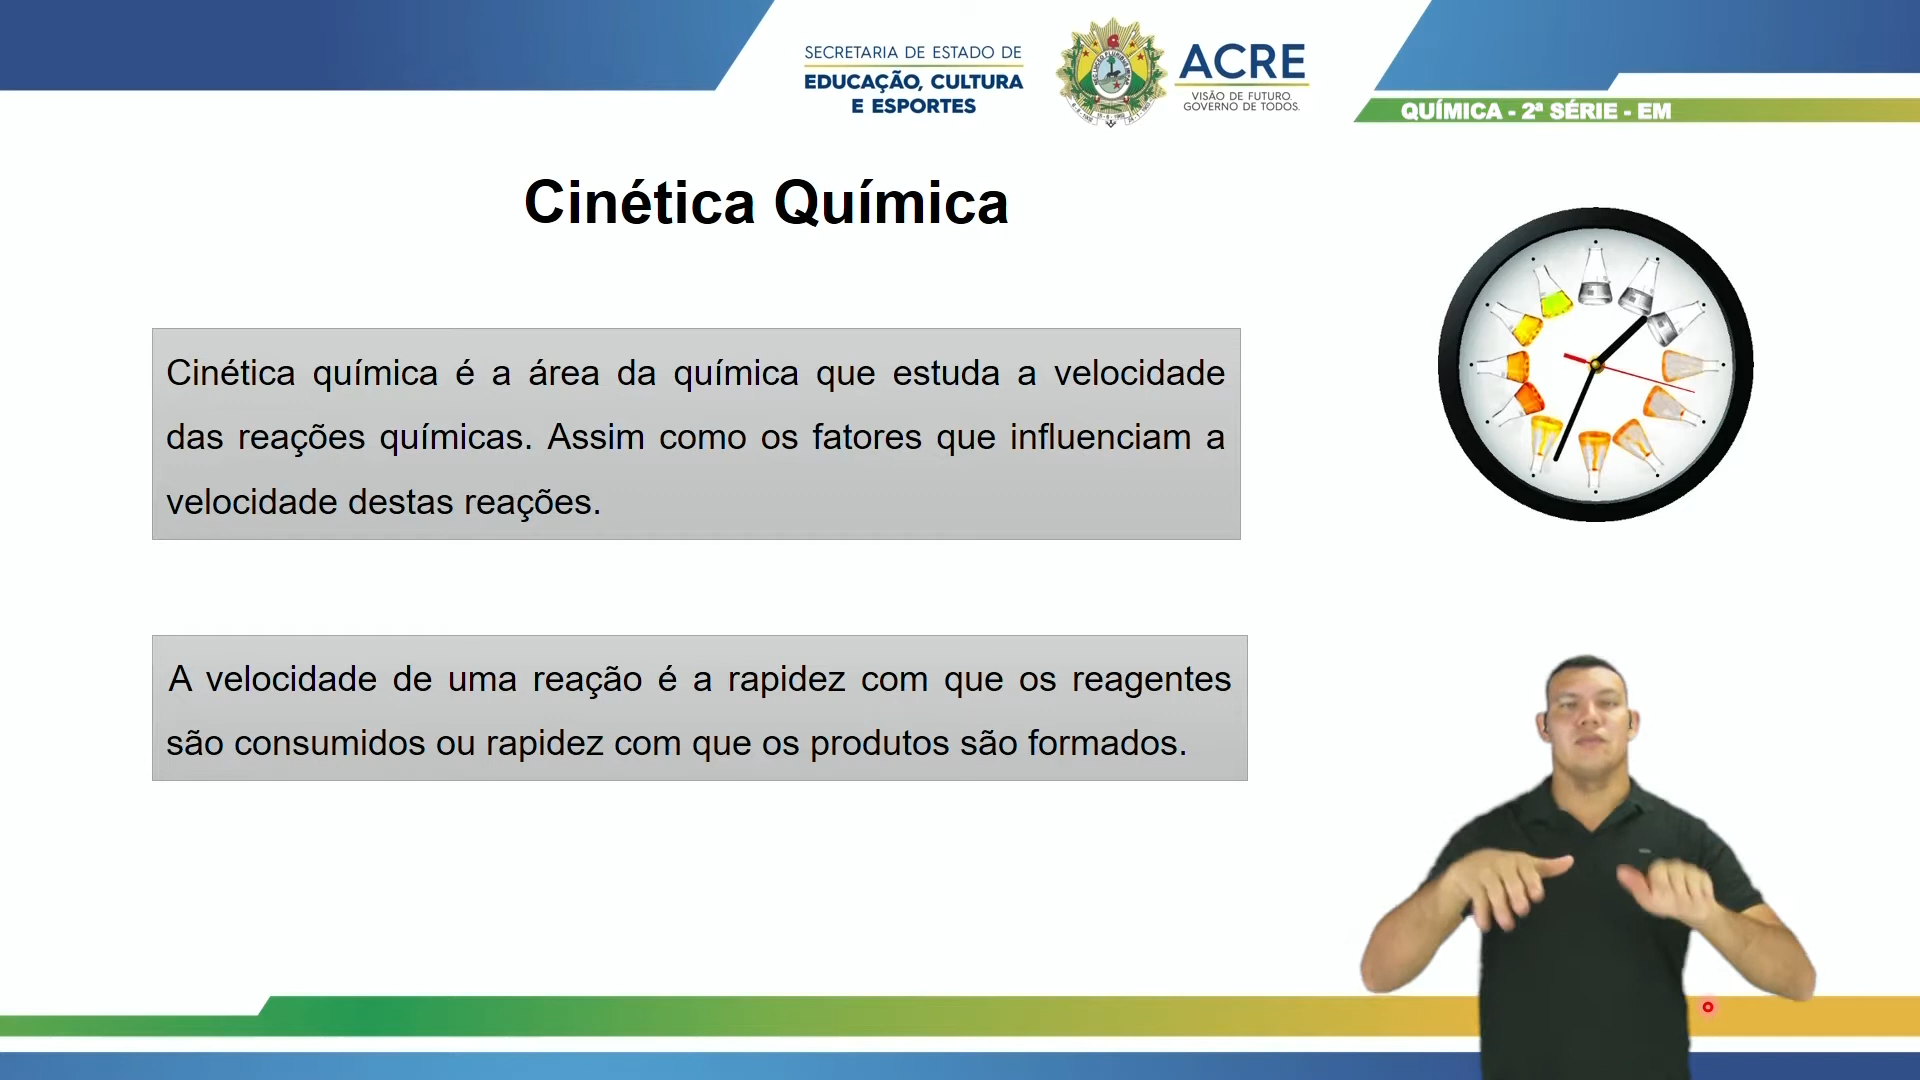 SECRETARIA DE ESTADO DE
EDUCAÇÃO, CULTURA
E ESPORTES
ACRE
VISÃO DE FUTURO.
GOVERNO DE TODOS.
QUÍMICA - 2ª SÉRIE - EM
Cinética Química
Cinética química é a área da química que estuda a velocidade
das reações químicas. Assim como os fatores que influenciam a
velocidade destas reações.
A velocidade de uma reação é a rapidez com que os reagentes
são consumidos ou rapidez com que os produtos são formados.